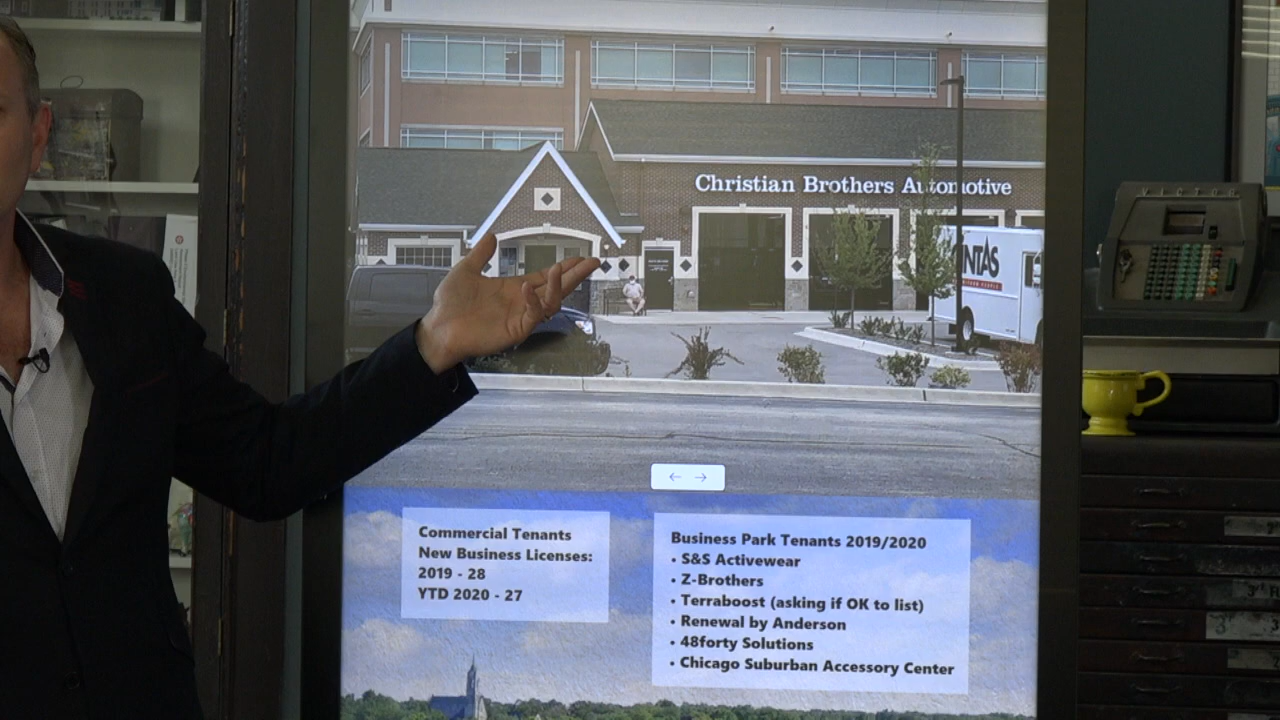 Christian Brothers Automotive
NTAS
← →
Commercial Tenants
New Business Licenses:
2019 - 28
YTD 2020 - 27
Business Park Tenants 2019/2020
• S&S Activewear
• Z-Brothers
• Terraboost (asking if OK to list)
• Renewal by Anderson
• 48forty Solutions
• Chicago Suburban Accessory Center
VICTOR